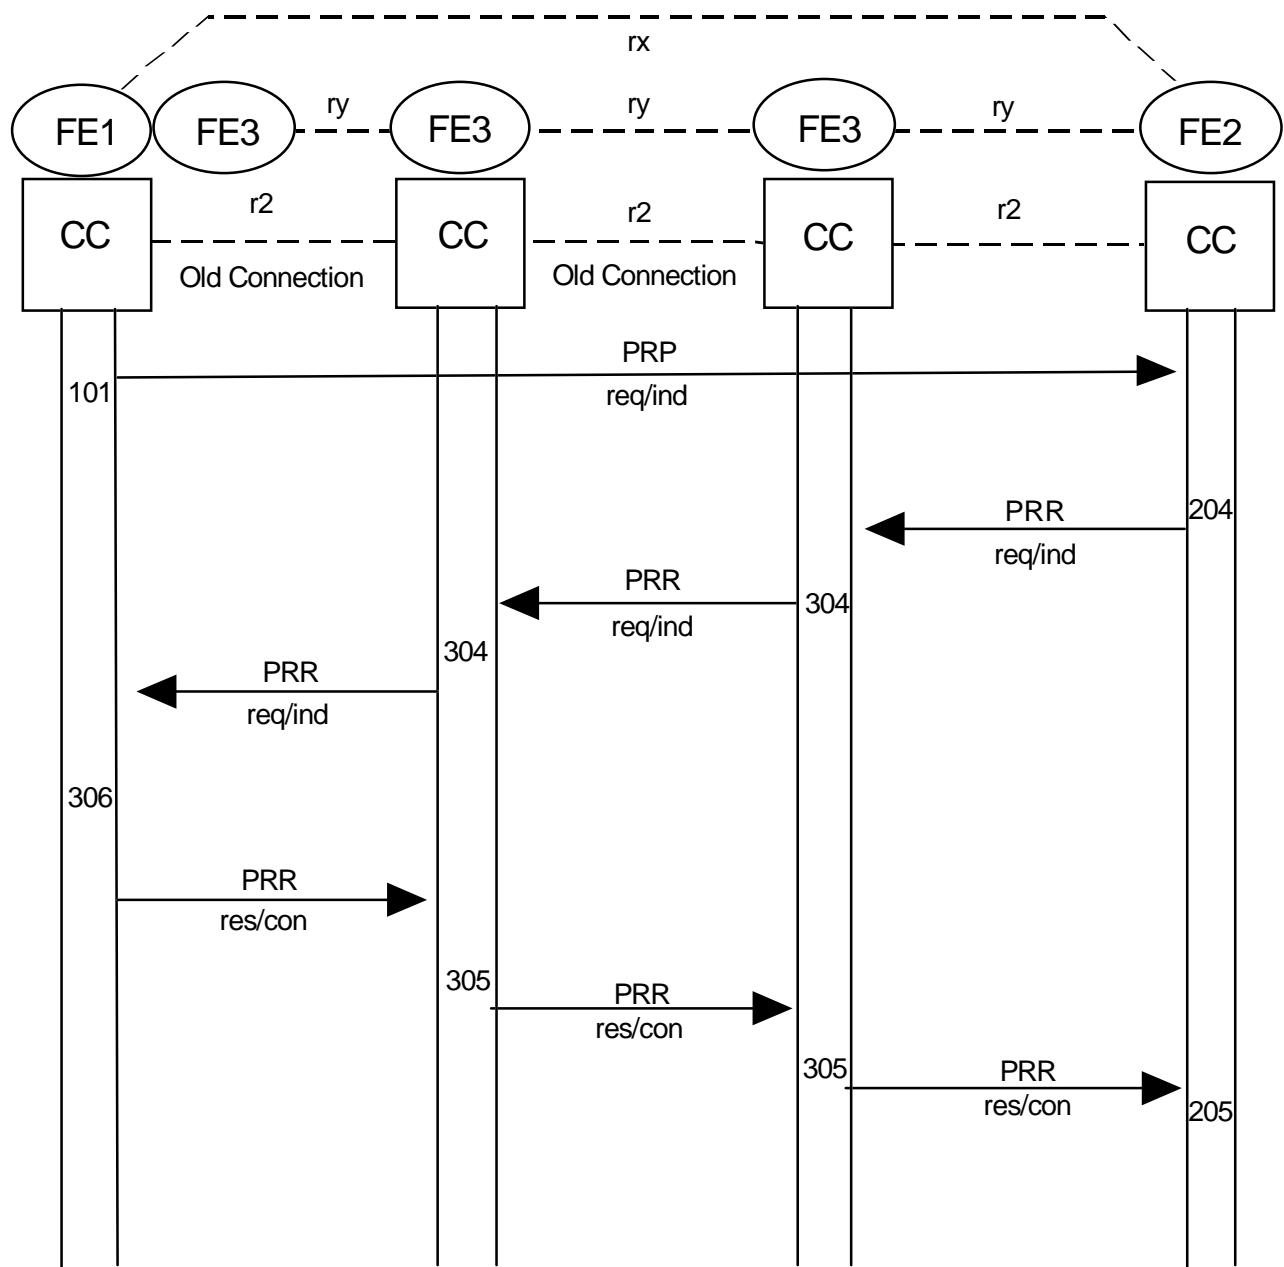 rx
ry
ry
ry
FE1
FE3
FE3
FE3
FE2
r2
r2
r2
CC
CC
CC
CC
Old Connection
Old Connection
PRP
101
req/ind
PRR
204
req/ind
PRR
304
req/ind
304
PRR
req/ind
306
PRR
res/con
305
PRR
res/con
305
PRR
res/con
205